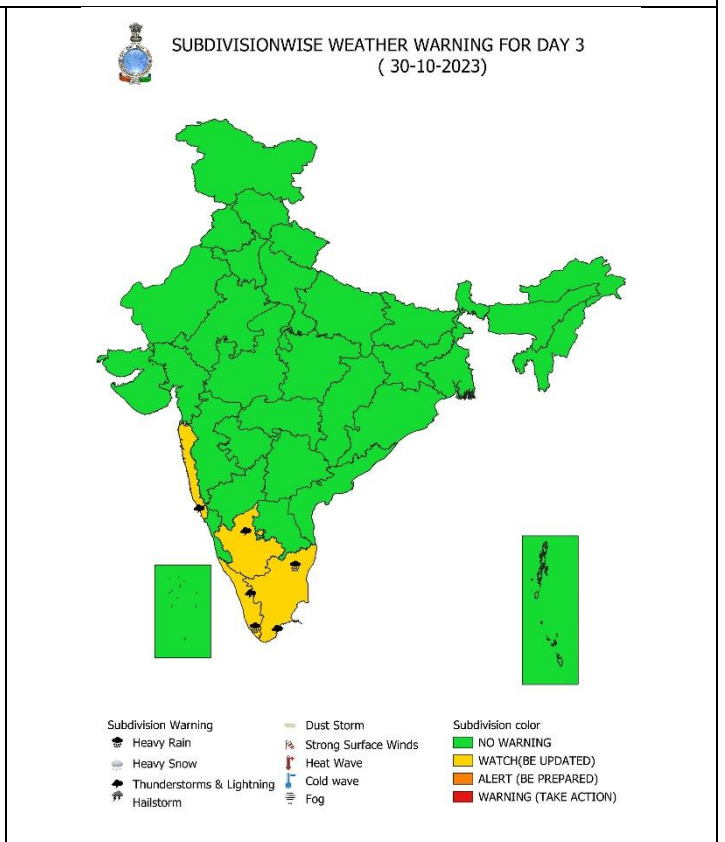 SUBDIVISIONWISE WEATHER WARNING FOR DAY 3
( 30-10-2023)
Subdivision Warning
Heavy Rain
Heavy Snow
Thunderstorms & Lightning
Hailstorm
Dust Storm
Strong Surface Winds
Heat Wave
Cold wave
Fog
Subdivision color
NO WARNING
WATCH(BE UPDATED)
ALERT (BE PREPARED)
WARNING (TAKE ACTION)